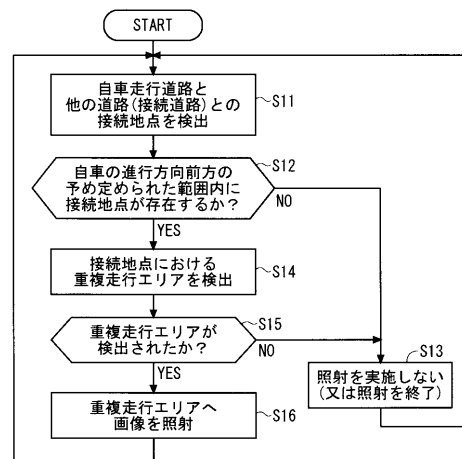 START
自車走行道路と
他の道路(接続道路)との
接続地点を検出
S11
自車の進行方向前方の
予め定められた範囲内に
接続地点が存在するか?
S12
NO
YES
接続地点における
重複走行エリアを検出
S14
重複走行エリアが
検出されたか?
S15
NO
YES
照射を実施しない
(又は照射を終了)
S13
重複走行エリアへ
画像を照射
S16